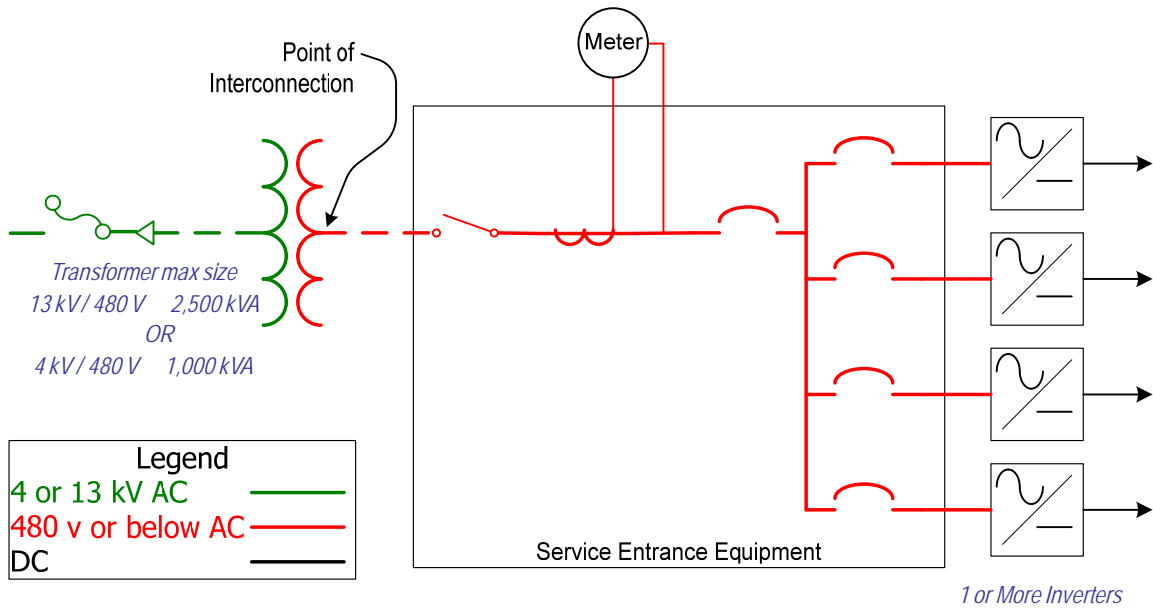 Meter
Point of
Interconnection
Transformer max size
13 kV / 480 V 2,500 kVA
OR
4 kV / 480 V 1,000 kVA
Legend
4 or 13 kV AC
480 v or below AC
DC
Service Entrance Equipment
1 or More Inverters